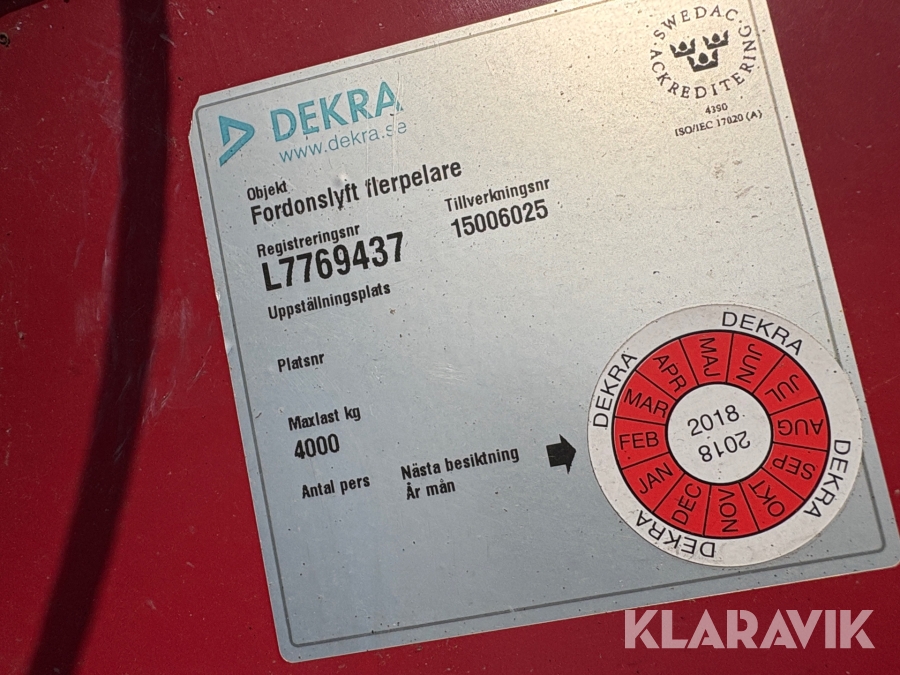 DEKRA
www.dekra.se
SWEDAC ACKREDITERING
4390
ISO/IEC 17020 (A)
Objekt
Fordonslyft flerpelare
Registreringsnr
L7769437
Tillverkningsnr
15006025
Uppställningsplats
Platsnr
Maxlast kg
4000
Antal pers
Nästa besiktning
År mån
DEKRA
DEKRA
DEKRA
DEKRA
JAN
FEB
MAR
APR
MAJ
JUN
JUL
AUG
SEP
OKT
NOV
DEC
2018
2018
KLARAVIK